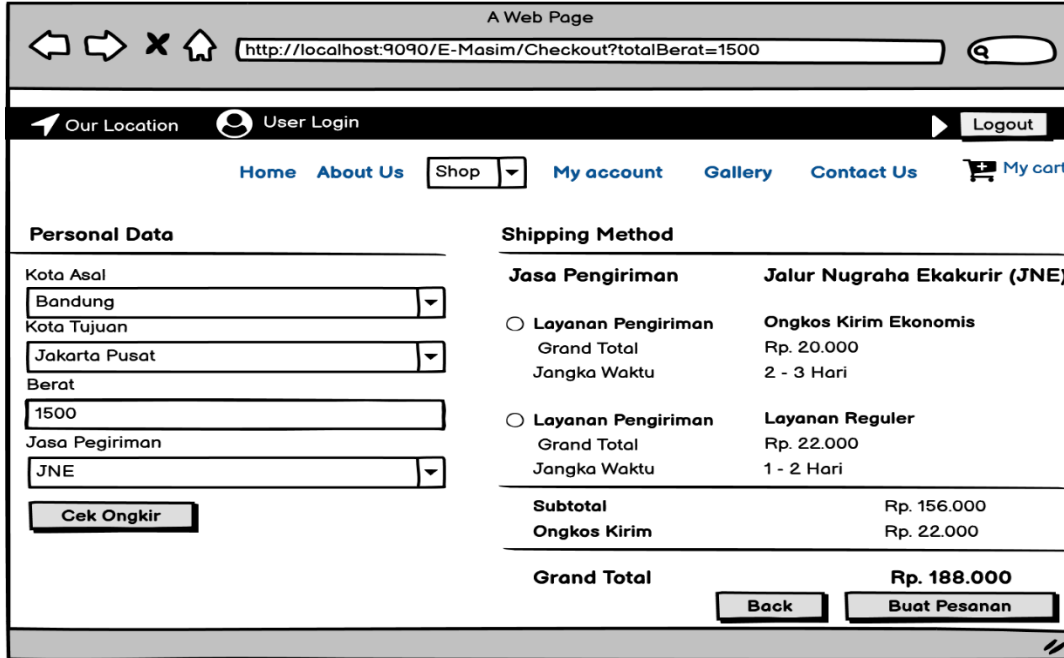 A Web Page
http://localhost:9090/E-Masim/Checkout?totalBerat=1500
Our Location User Login Logout
Home About Us Shop My account Gallery Contact Us My cart
Personal Data
Kota Asal
Bandung
Kota Tujuan
Jakarta Pusat
Berat
1500
Jasa Pegiriman
JNE
Cek Ongkir
Shipping Method
Jasa Pengiriman Jalur Nugraha Ekakurir (JNE)
Layanan Pengiriman Ongkos Kirim Ekonomis
Grand Total Rp. 20.000
Jangka Waktu 2 - 3 Hari
Layanan Pengiriman Layanan Reguler
Grand Total Rp. 22.000
Jangka Waktu 1 - 2 Hari
Subtotal Rp. 156.000
Ongkos Kirim Rp. 22.000
Grand Total Rp. 188.000
Back Buat Pesanan